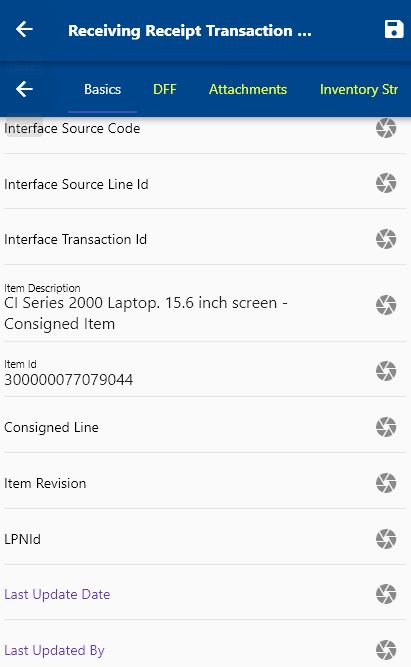 Receiving Receipt Transaction ...
Basics DFF Attachments Inventory Str
Interface Source Code
Interface Source Line Id
Interface Transaction Id
Item Description
CI Series 2000 Laptop. 15.6 inch screen -
Consigned Item
Item Id
300000077079044
Consigned Line
Item Revision
LPNId
Last Update Date
Last Updated By